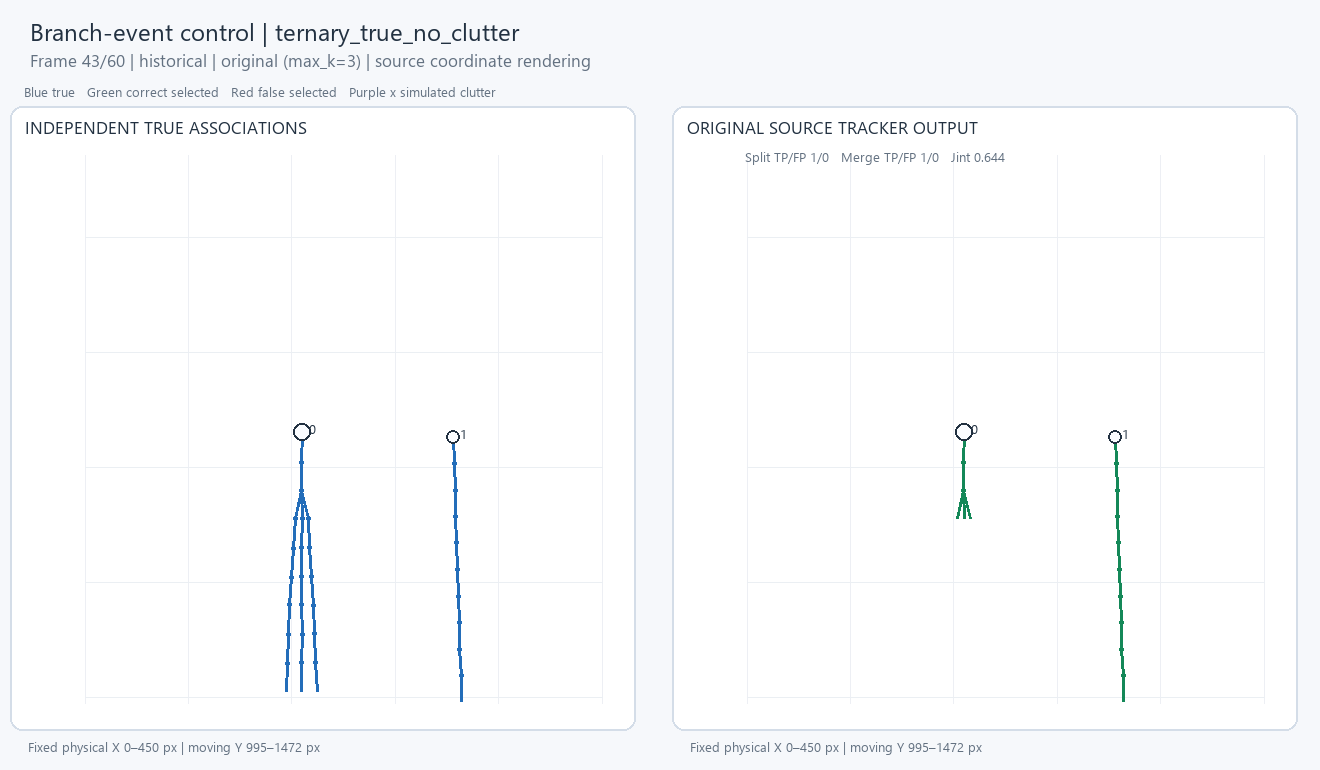 Branch-event control | ternary_true_no_clutter
Frame 43/60 | historical | original (max_k=3) | source coordinate rendering
Blue true   Green correct selected   Red false selected   Purple x simulated clutter
INDEPENDENT TRUE ASSOCIATIONS
0
1
Fixed physical X 0–450 px | moving Y 995–1472 px
ORIGINAL SOURCE TRACKER OUTPUT
Split TP/FP 1/0   Merge TP/FP 1/0   Jint 0.644
0
1
Fixed physical X 0–450 px | moving Y 995–1472 px